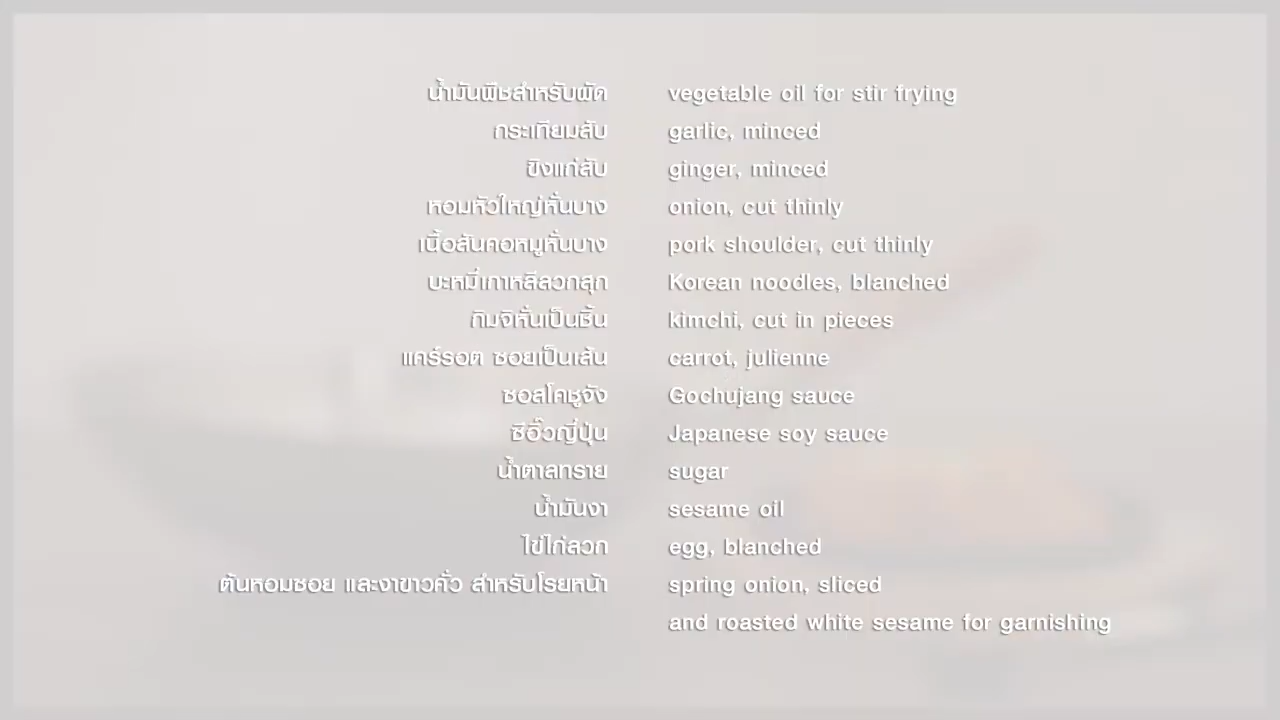 น้ำมันพืชสำหรับผัด vegetable oil for stir frying
กระเทียมสับ garlic, minced
ขิงแก่สับ ginger, minced
หอมหัวใหญ่หั่นบาง onion, cut thinly
เนื้อสันคอหมูหั่นบาง pork shoulder, cut thinly
บะหมี่เกาหลีลวกสุก Korean noodles, blanched
กิมจิหั่นเป็นชิ้น kimchi, cut in pieces
แคร์รอต ซอยเป็นเส้น carrot, julienne
ซอสโคชูจัง Gochujang sauce
ซีอิ๊วญี่ปุ่น Japanese soy sauce
น้ำตาลทราย sugar
น้ำมันงา sesame oil
ไข่ไก่ลวก egg, blanched
ต้นหอมซอย และงาขาวคั่ว สำหรับโรยหน้า spring onion, sliced
and roasted white sesame for garnishing